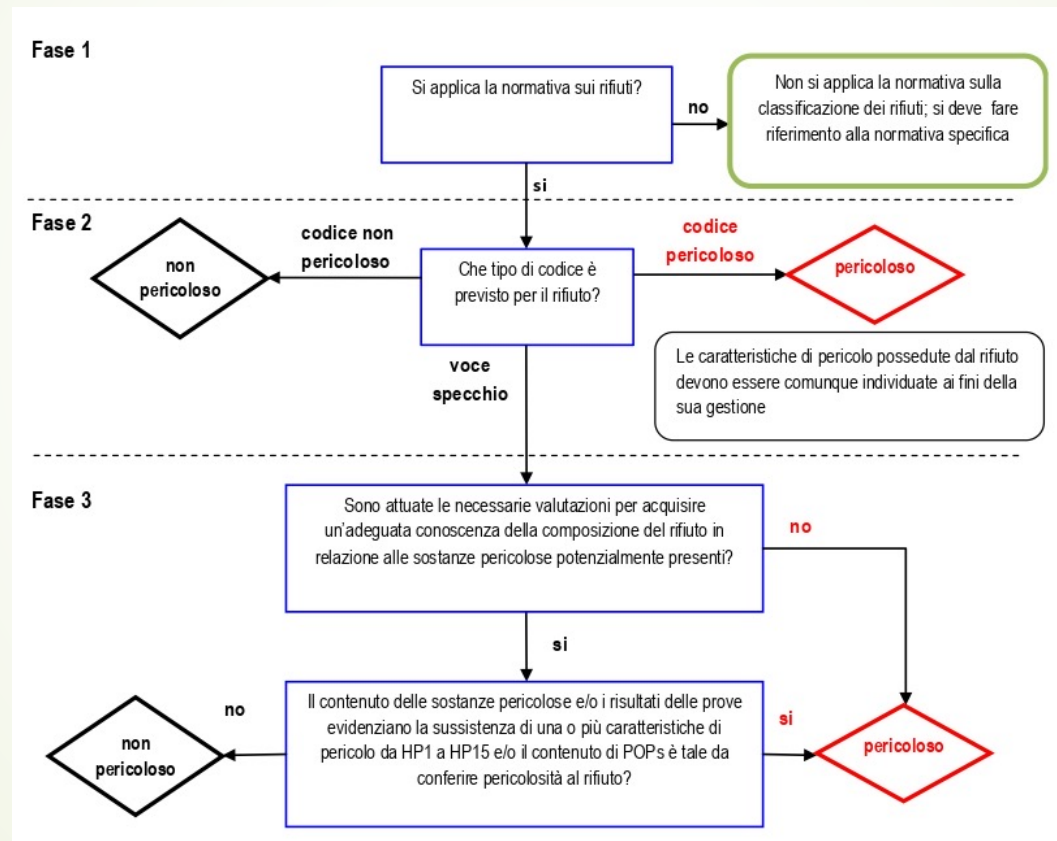 Fase 1
Si applica la normativa sui rifiuti?
no
Non si applica la normativa sulla
classificazione dei rifiuti; si deve fare
riferimento alla normativa specifica
si
Fase 2
non
pericoloso
codice non
pericoloso
Che tipo di codice è
previsto per il rifiuto?
codice
pericoloso
pericoloso
Le caratteristiche di pericolo possedute dal rifiuto
devono essere comunque individuate ai fini della
sua gestione
voce
specchio
Fase 3
Sono attuate le necessarie valutazioni per acquisire
un'adeguata conoscenza della composizione del rifiuto in
relazione alle sostanze pericolose potenzialmente presenti?
no
si
non
pericoloso
no
Il contenuto delle sostanze pericolose e/o i risultati delle prove
evidenziano la sussistenza di una o più caratteristiche di
pericolo da HP1 a HP15 e/o il contenuto di POPs è tale da
conferire pericolosità al rifiuto?
si
pericoloso